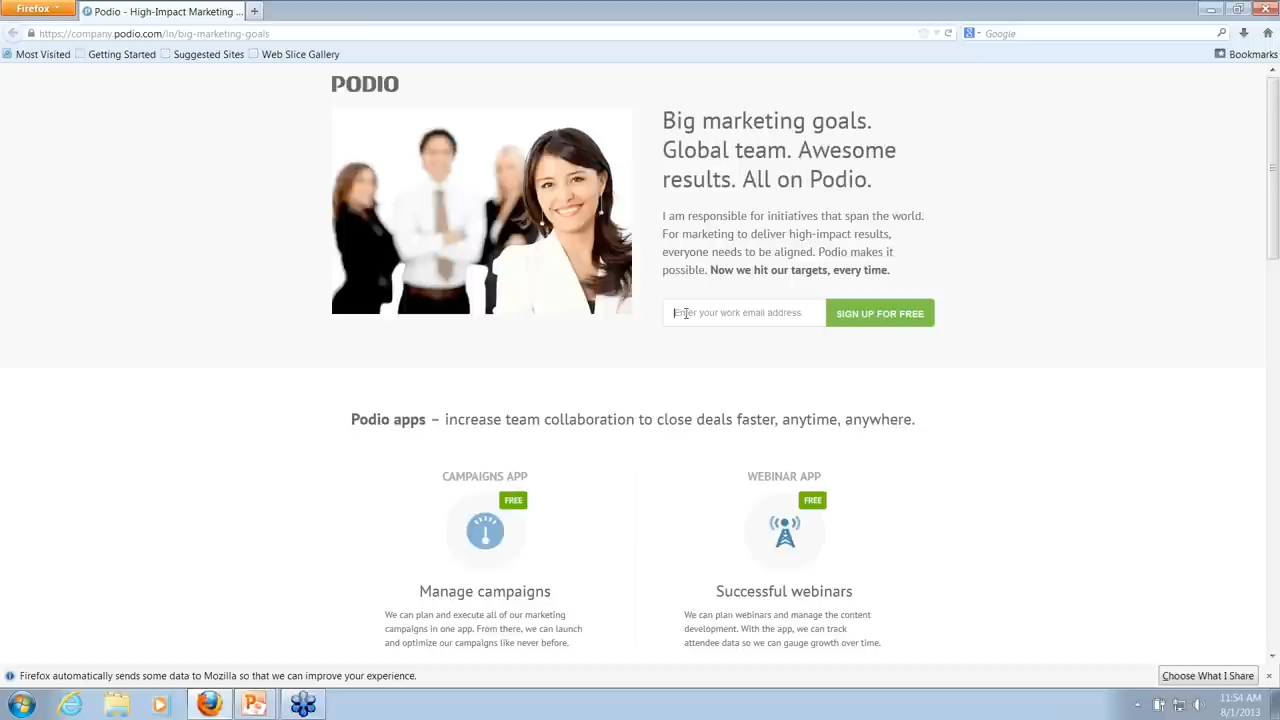 Firefox
Podio - High-Impact Marketing ...
https://company.podio.com/ln/big-marketing-goals
Google
Most Visited
Getting Started
Suggested Sites
Web Slice Gallery
Bookmarks
PODIO
Big marketing goals.
Global team. Awesome
results. All on Podio.
I am responsible for initiatives that span the world.
For marketing to deliver high-impact results,
everyone needs to be aligned. Podio makes it
possible. Now we hit our targets, every time.
Enter your work email address
SIGN UP FOR FREE
Podio apps – increase team collaboration to close deals faster, anytime, anywhere.
CAMPAIGNS APP
FREE
Manage campaigns
We can plan and execute all of our marketing
campaigns in one app. From there, we can launch
and optimize our campaigns like never before.
WEBINAR APP
FREE
Successful webinars
We can plan webinars and manage the content
development. With the app, we can track
attendee data so we can gauge growth over time.
Firefox automatically sends some data to Mozilla so that we can improve your experience.
Choose What I Share
11:54 AM
8/1/2013